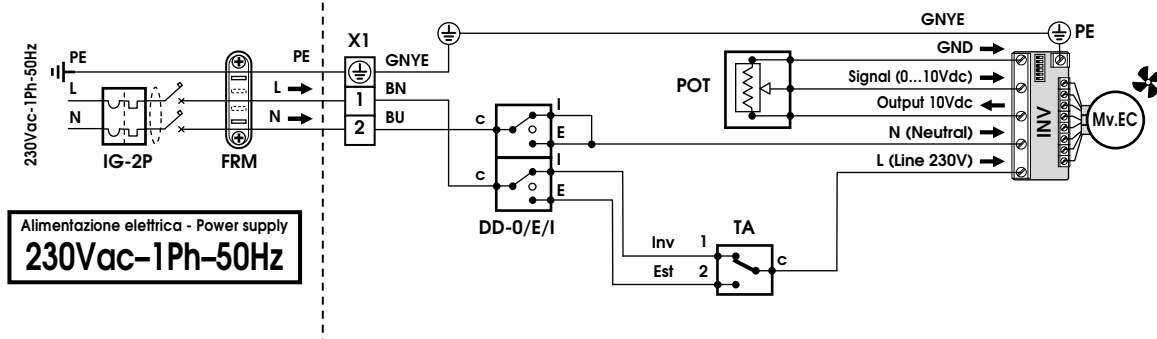 230Vac-1Ph-50Hz
PE
L
N
IG-2P
FRM
PE
L
N
X1
1
2
GNYE
BN
BU
GNYE
PE
C
I
E
C
I
E
DD-0/E/I
POT
GND
Signal (0...10Vdc)
Output 10Vdc
N (Neutral)
L (Line 230V)
INV
Mv.EC
Inv 1
Est 2
TA
C
Alimentazione elettrica - Power supply
230Vac–1Ph–50Hz